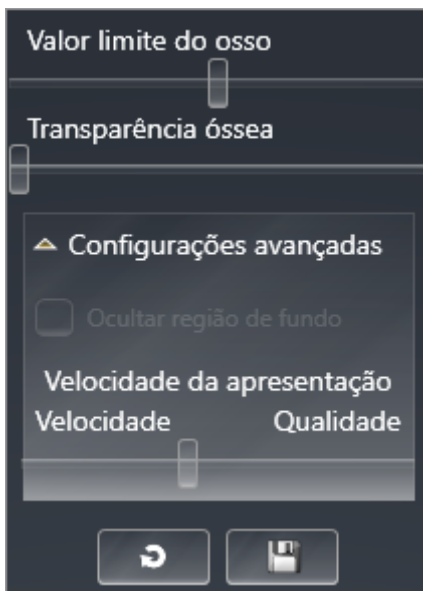 Valor limite do osso
Transparência óssea
Configurações avançadas
Ocultar região de fundo
Velocidade da apresentação
Velocidade Qualidade